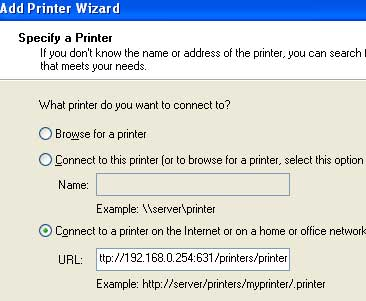 Add Printer Wizard
Specify a Printer
If you don't know the name or address of the printer, you can search f
that meets your needs.
What printer do you want to connect to?
Browse for a printer
Connect to this printer (or to browse for a printer, select this option
Name:
Example: \\server\printer
Connect to a printer on the Internet or on a home or office network
URL: ttp://192.168.0.254:631/printers/printer
Example: http://server/printers/myprinter/.printer